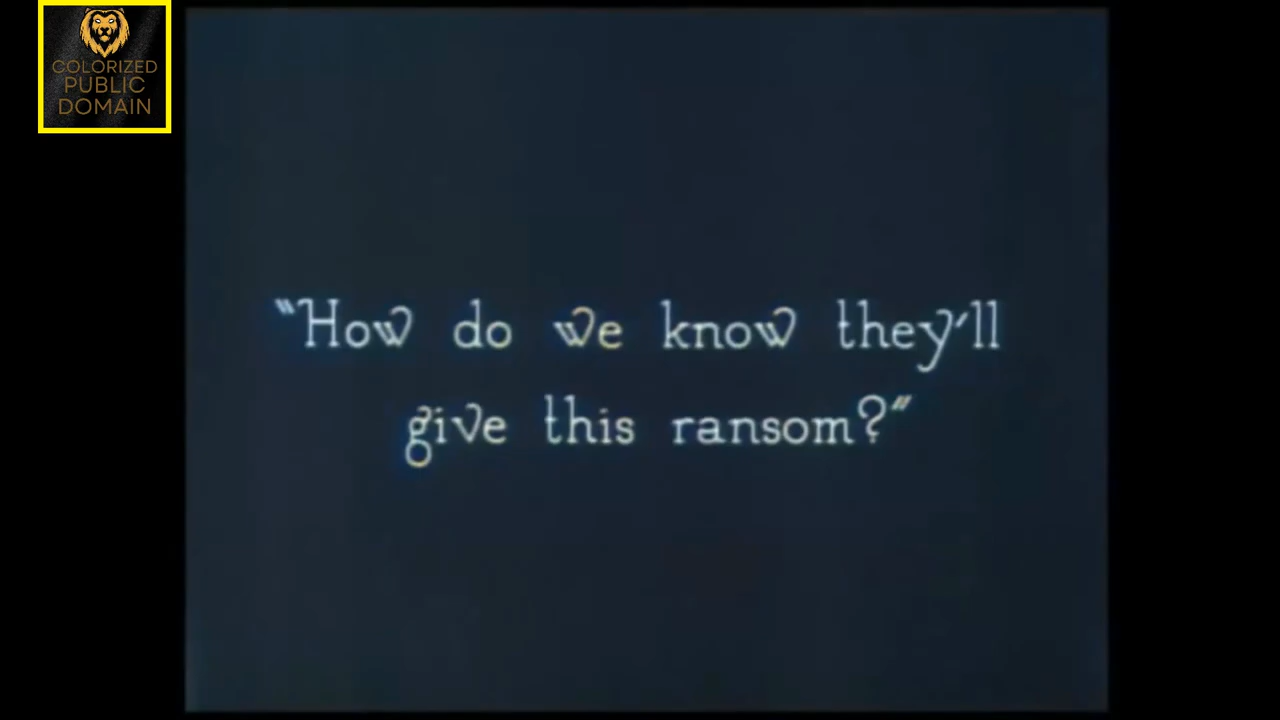 COLORIZED
PUBLIC
DOMAIN
"How do we know they'll
give this ransom?"